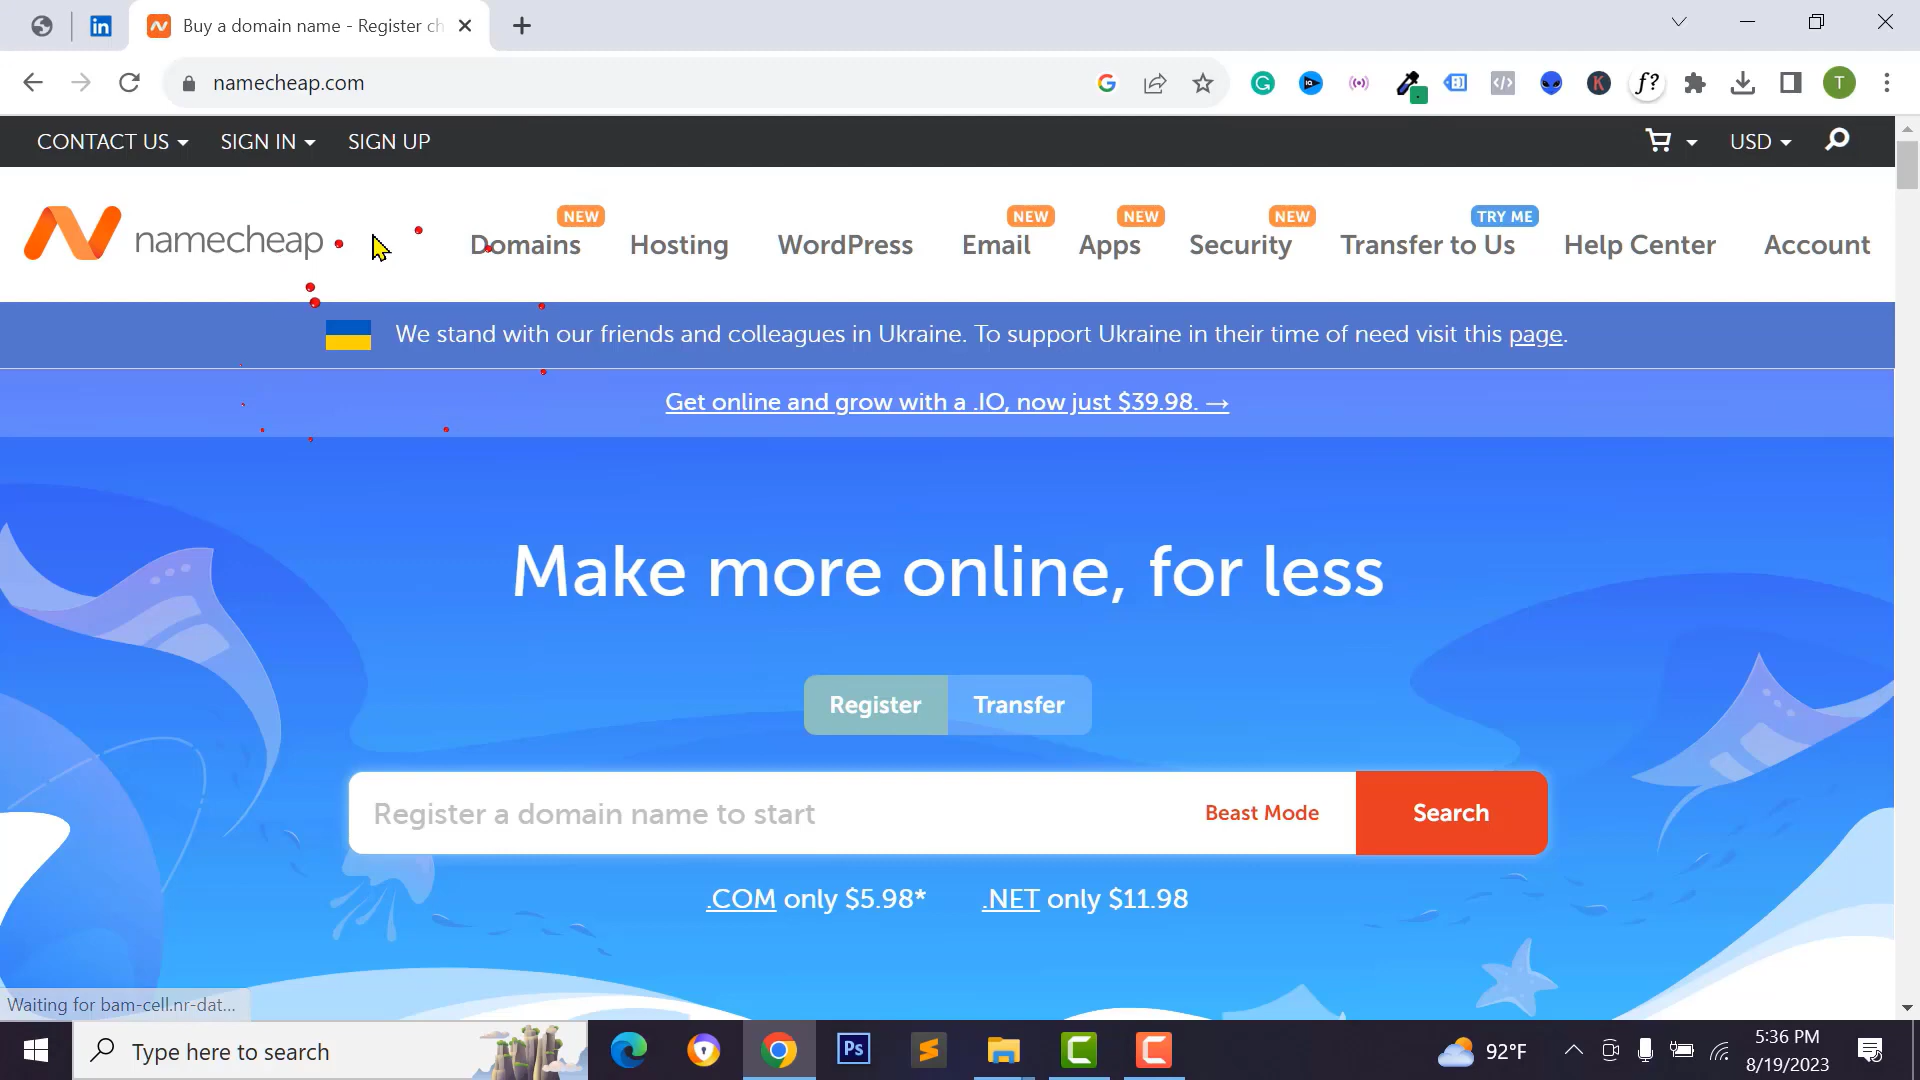 Buy a domain name - Register ch
namecheap.com
CONTACT US SIGN IN SIGN UP USD
namecheap
NEW NEW NEW NEW TRY ME
Domains Hosting WordPress Email Apps Security Transfer to Us Help Center Account
We stand with our friends and colleagues in Ukraine. To support Ukraine in their time of need visit this page.
Get online and grow with a .IO, now just $39.98. →
Make more online, for less
Register Transfer
Register a domain name to start Beast Mode Search
.COM only $5.98* .NET only $11.98
Waiting for bam-cell.nr-dat...
Type here to search Ps 92°F 5:36 PM
8/19/2023